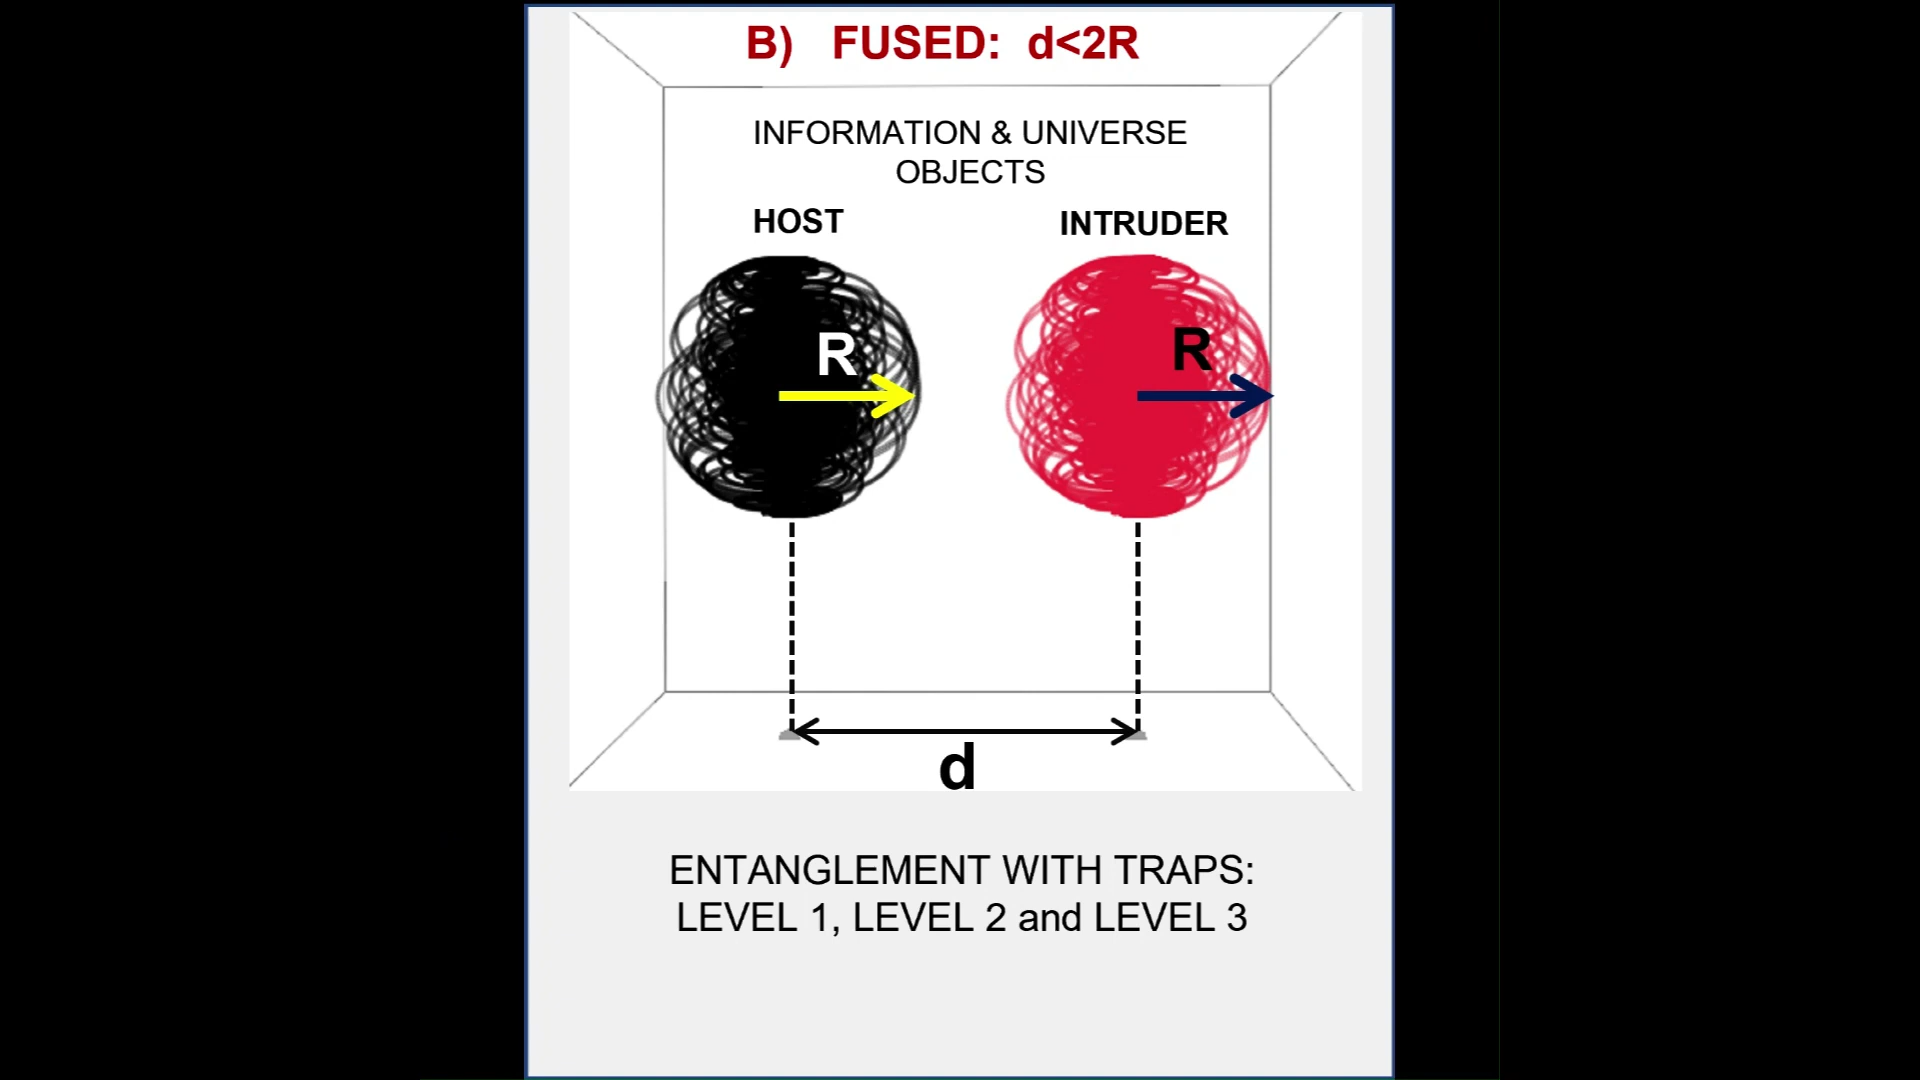 B) FUSED: d<2R
INFORMATION & UNIVERSE
OBJECTS
HOST
INTRUDER
R
R
d
ENTANGLEMENT WITH TRAPS:
LEVEL 1, LEVEL 2 and LEVEL 3